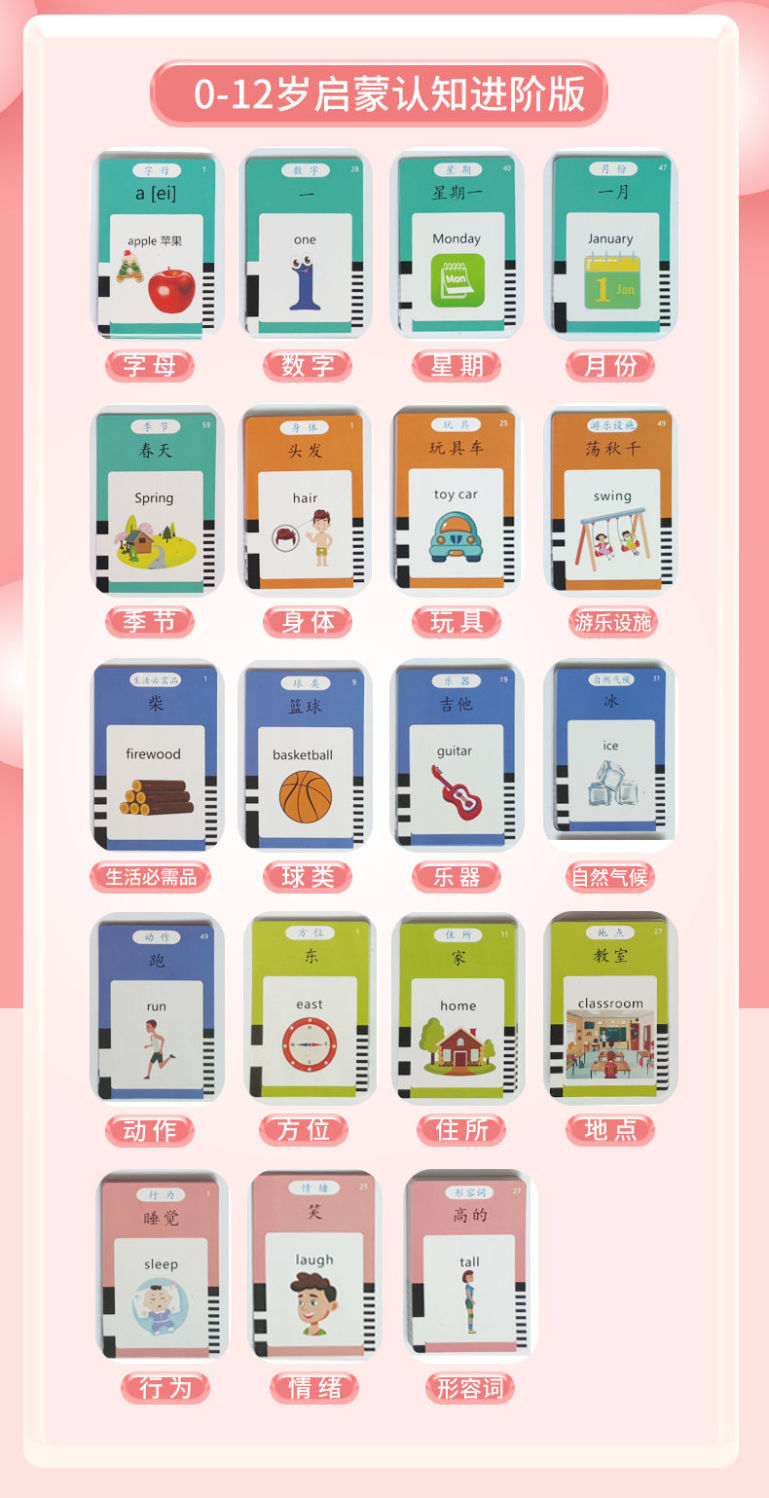 0-12岁启蒙认知进阶版
字母 1
a [ei]
apple 苹果
数字 28
一
one
星期 40
星期一
Monday
Mon
月份 47
一月
January
1 Jan
字母
数字
星期
月份
季节 59
春天
Spring
身体 1
头发
hair
玩具 25
玩具车
toy car
游乐设施 49
荡秋千
swing
季节
身体
玩具
游乐设施
生活必需品 1
柴
firewood
球类 9
篮球
basketball
乐器 19
吉他
guitar
自然气候 31
冰
ice
生活必需品
球类
乐器
自然气候
动作 49
跑
run
方位 1
东
east
住所 11
家
home
地点 27
教室
classroom
动作
方位
住所
地点
行为 1
睡觉
sleep
情绪 21
笑
laugh
形容词 27
高的
tall
行为
情绪
形容词